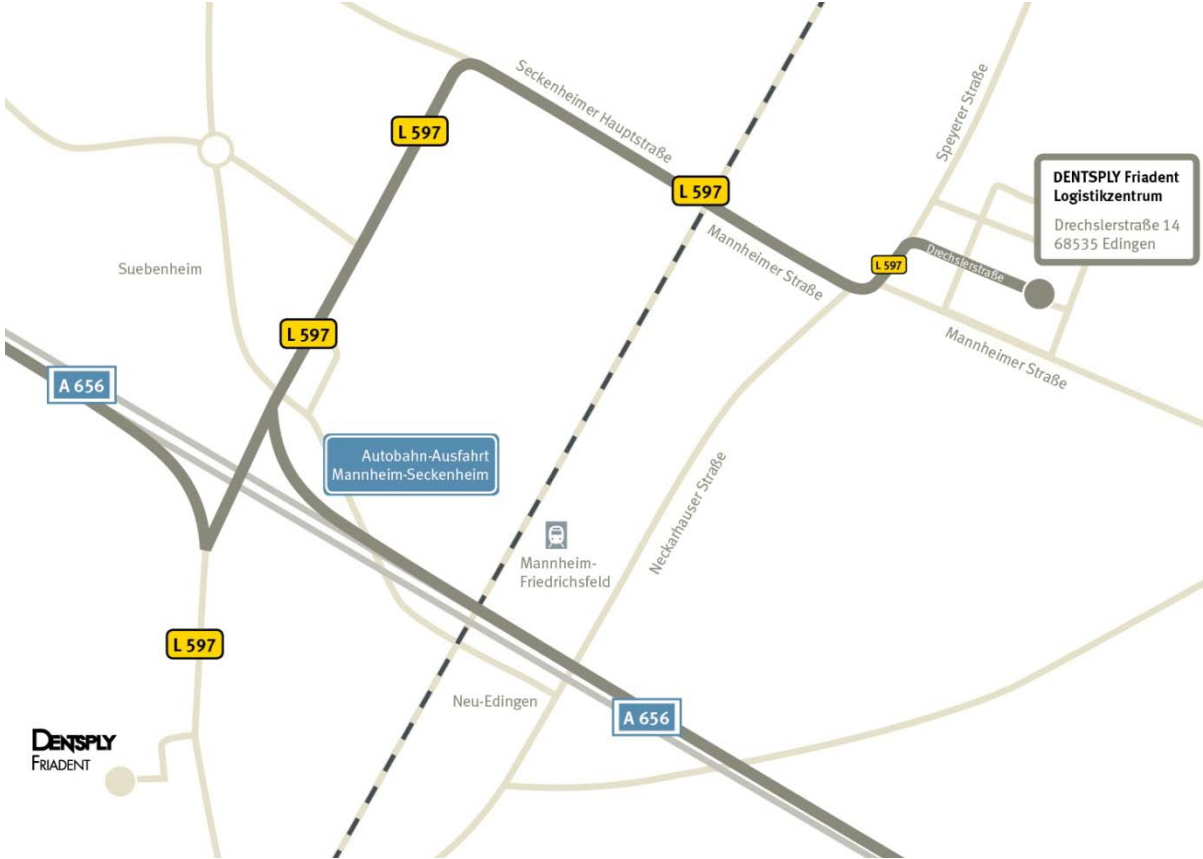 L 597
Seckenheimer Hauptstraße
Speyerer Straße
L 597
DENTSPLY Friadent
Logistikzentrum
Drechslerstraße 14
68535 Edingen
Mannheimer Straße
L 597
Drechslerstraße
Suebenheim
L 597
Mannheimer Straße
A 656
Autobahn-Ausfahrt
Mannheim-Seckenheim
Neckarhauser Straße
Mannheim-
Friedrichsfeld
L 597
Neu-Edingen
A 656
DENTSPLY
FRIADENT